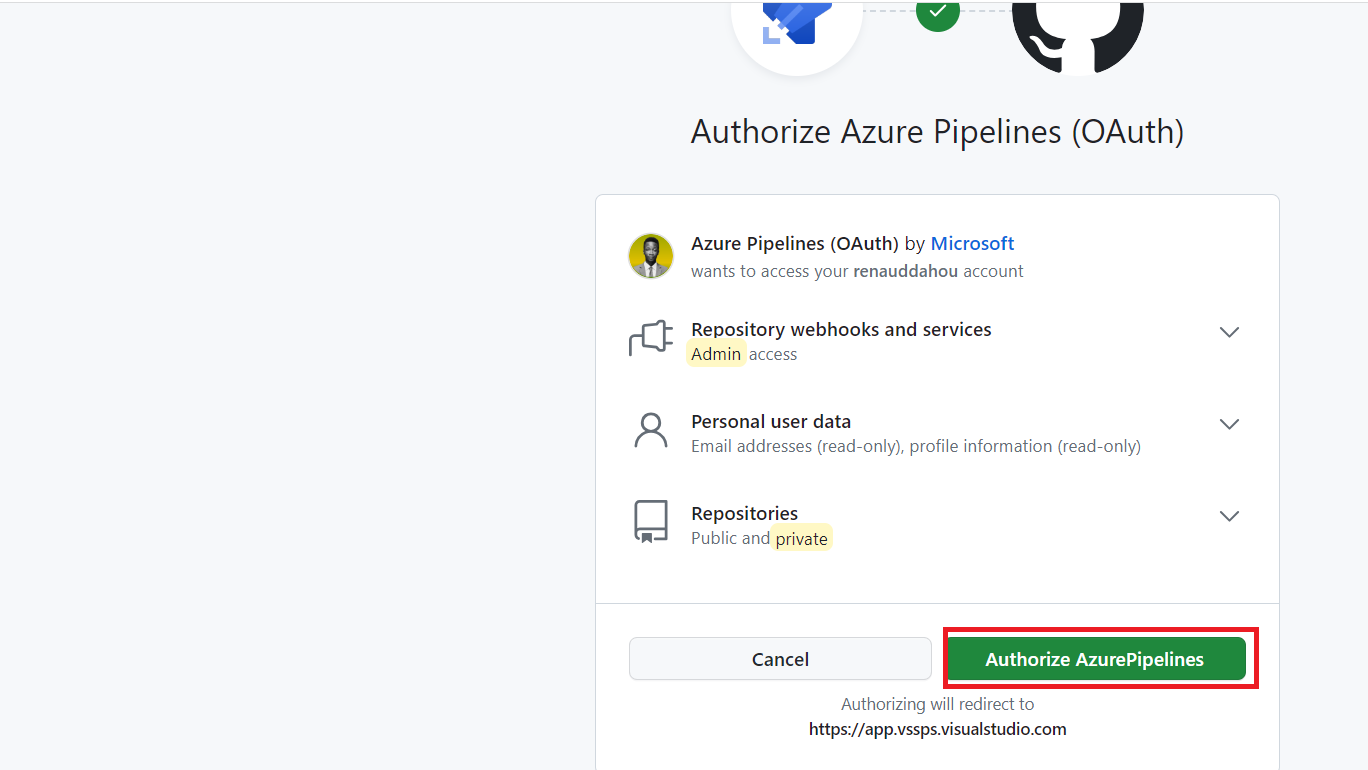 Authorize Azure Pipelines (OAuth)
Azure Pipelines (OAuth) by Microsoft
wants to access your renauddahou account
Repository webhooks and services
Admin access
Personal user data
Email addresses (read-only), profile information (read-only)
Repositories
Public and private
Cancel
Authorize AzurePipelines
Authorizing will redirect to
https://app.vssps.visualstudio.com